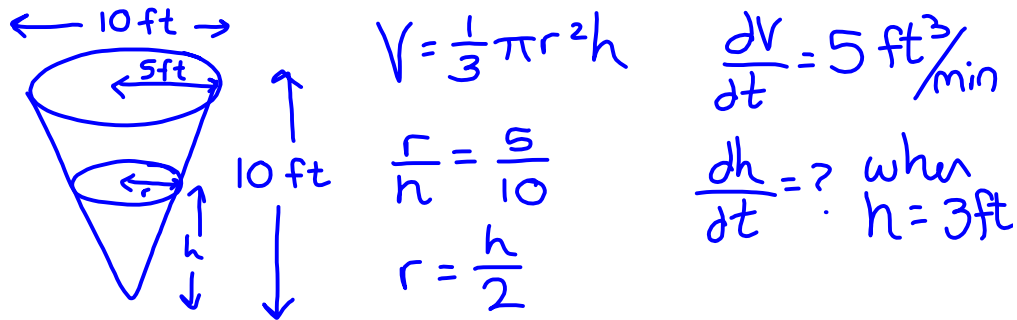 10 ft
5ft
r
h
10 ft
V = 1/3 πr²h
r/h = 5/10
r = h/2
dV/dt = 5 ft³/min
dh/dt = ? when h = 3ft